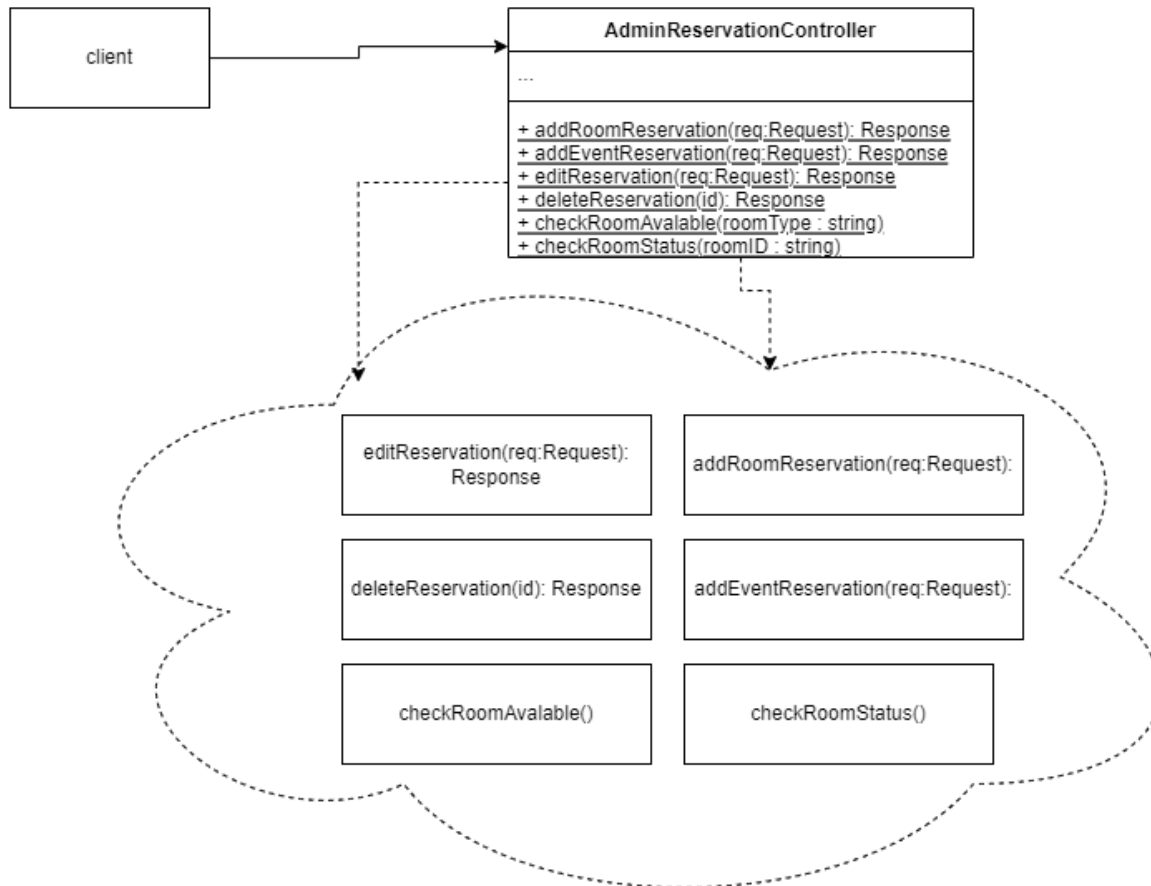 client
AdminReservationController
...
+ addRoomReservation(req:Request): Response
+ addEventReservation(req:Request): Response
+ editReservation(req:Request): Response
+ deleteReservation(id): Response
+ checkRoomAvalable(roomType : string)
+ checkRoomStatus(roomID : string)
editReservation(req:Request):
Response
addRoomReservation(req:Request):
deleteReservation(id): Response
addEventReservation(req:Request):
checkRoomAvalable()
checkRoomStatus()